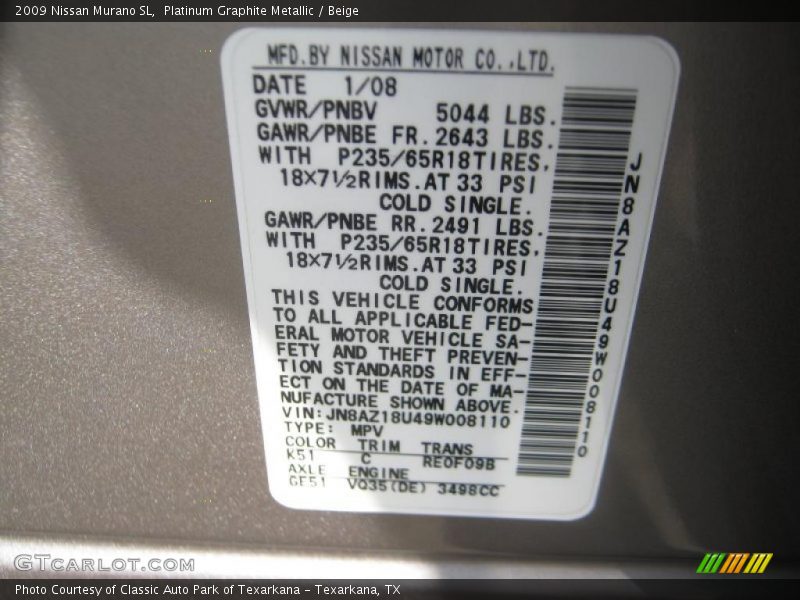 2009 Nissan Murano SL,  Platinum Graphite Metallic / Beige
MFD.BY NISSAN MOTOR CO.,LTD.
DATE 1/08
GVWR/PNBV 5044 LBS.
GAWR/PNBE FR.2643 LBS.
WITH P235/65R18TIRES,
18×7½RIMS.AT 33 PSI
COLD SINGLE.
GAWR/PNBE RR.2491 LBS.
WITH P235/65R18TIRES,
18×7½RIMS.AT 33 PSI
COLD SINGLE.
THIS VEHICLE CONFORMS
TO ALL APPLICABLE FED-
ERAL MOTOR VEHICLE SA-
FETY AND THEFT PREVEN-
TION STANDARDS IN EFF-
ECT ON THE DATE OF MA-
NUFACTURE SHOWN ABOVE.
VIN:JN8AZ18U49W008110
TYPE: MPV
COLOR TRIM TRANS
K51 C RE0F09B
AXLE ENGINE
GE51 VQ35(DE) 3498CC
JN8AZ18U49W008110
GTCARLOT.COM
Photo Courtesy of Classic Auto Park of Texarkana - Texarkana, TX